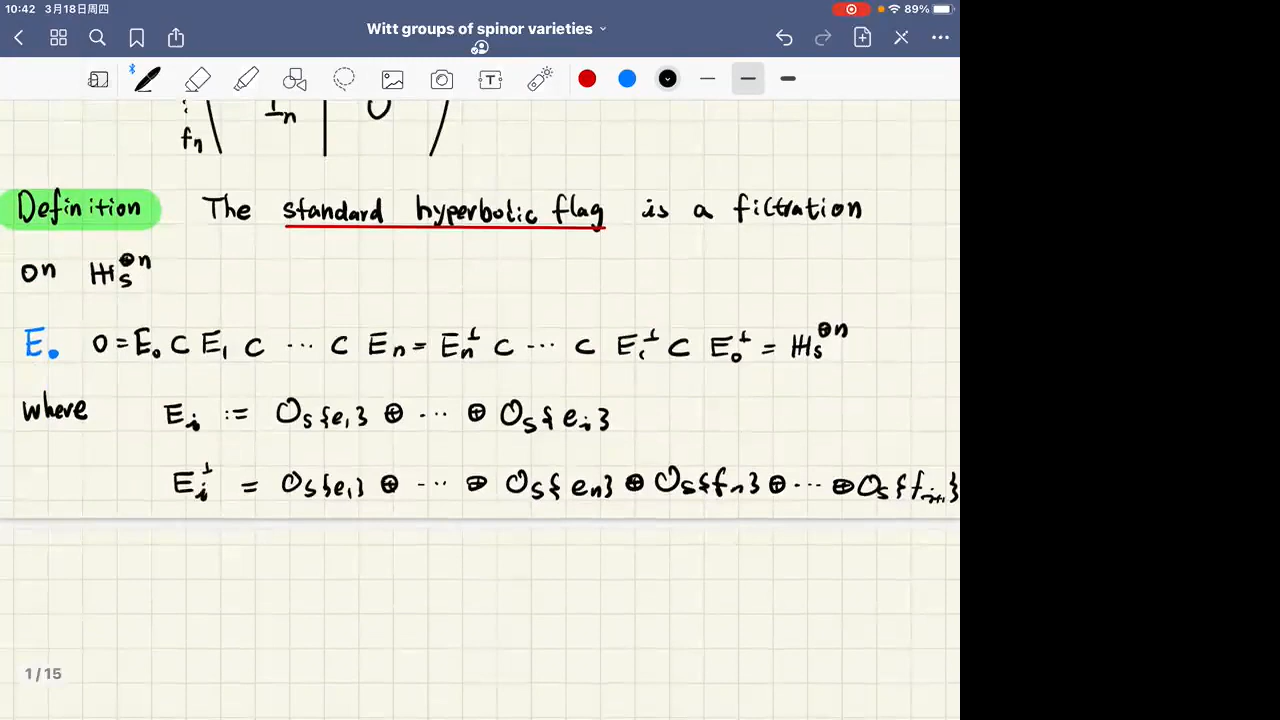 10:42 3月18日周四
89%
Witt groups of spinor varieties
T
f_n 1_n 0
Definition The standard hyperbolic flag is a filtration
on ℍ_S^{⊕n}
E. 0 = E_0 ⊂ E_1 ⊂ ⋯ ⊂ E_n = E_n^⊥ ⊂ ⋯ ⊂ E_1^⊥ ⊂ E_0^⊥ = ℍ_S^{⊕n}
where E_i := O_S{e_1} ⊕ ⋯ ⊕ O_S{e_i}
E_i^⊥ = O_S{e_1} ⊕ ⋯ ⊕ O_S{e_n} ⊕ O_S{f_n} ⊕ ⋯ ⊕ O_S{f_{i+1}}
1 / 15